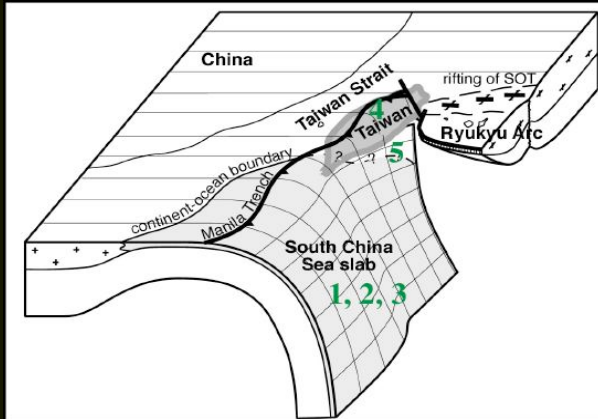 China
Taiwan Strait
rifting of SOT
4
Taiwan
Ryukyu Arc
? - ?
5
continent-ocean boundary
Manila Trench
South China
Sea slab
1, 2, 3